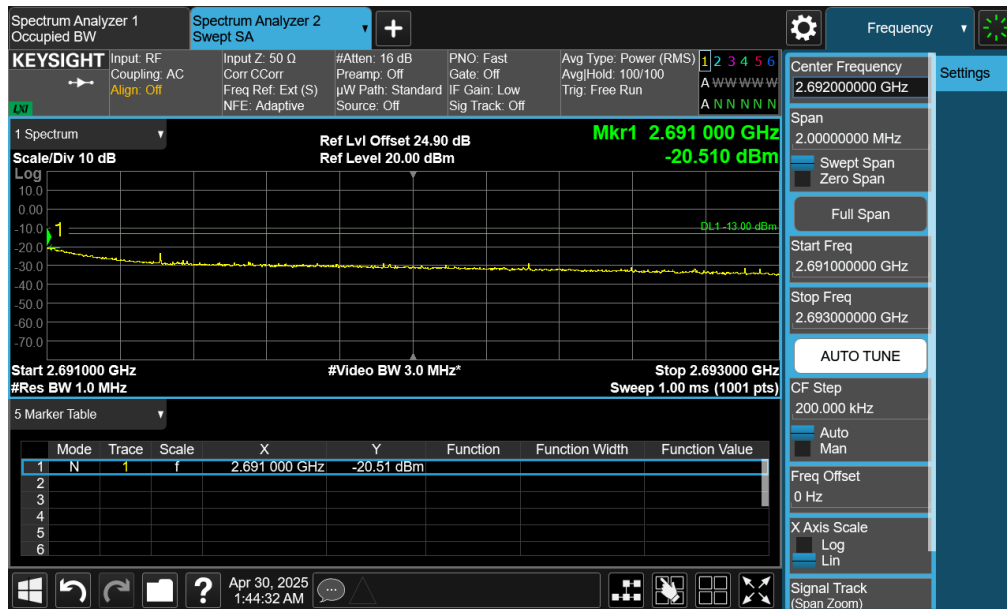 Spectrum Analyzer 1
Occupied BW
Spectrum Analyzer 2
Swept SA
Frequency
KEYSIGHT
LXI
Input: RF
Coupling: AC
Align: Off
Input Z: 50 Ω
Corr CCorr
Freq Ref: Ext (S)
NFE: Adaptive
#Atten: 16 dB
Preamp: Off
µW Path: Standard
Source: Off
PNO: Fast
Gate: Off
IF Gain: Low
Sig Track: Off
Avg Type: Power (RMS)
Avg|Hold: 100/100
Trig: Free Run
1 2 3 4 5 6
A W W W W W
A N N N N N
1 Spectrum
Scale/Div 10 dB
Ref Lvl Offset 24.90 dB
Ref Level 20.00 dBm
Mkr1 2.691 000 GHz
-20.510 dBm
Log
10.0
0.00
-10.0
-20.0
-30.0
-40.0
-50.0
-60.0
-70.0
1
DL1 -13.00 dBm
Start 2.691000 GHz
#Res BW 1.0 MHz
#Video BW 3.0 MHz*
Stop 2.693000 GHz
Sweep 1.00 ms (1001 pts)
5 Marker Table
Mode Trace Scale X Y Function Function Width Function Value
1 N 1 f 2.691 000 GHz -20.51 dBm
2
3
4
5
6
Apr 30, 2025
1:44:32 AM
Center Frequency
2.692000000 GHz
Span
2.00000000 MHz
Swept Span
Zero Span
Full Span
Start Freq
2.691000000 GHz
Stop Freq
2.693000000 GHz
AUTO TUNE
CF Step
200.000 kHz
Auto
Man
Freq Offset
0 Hz
X Axis Scale
Log
Lin
Signal Track
(Span Zoom)
Settings